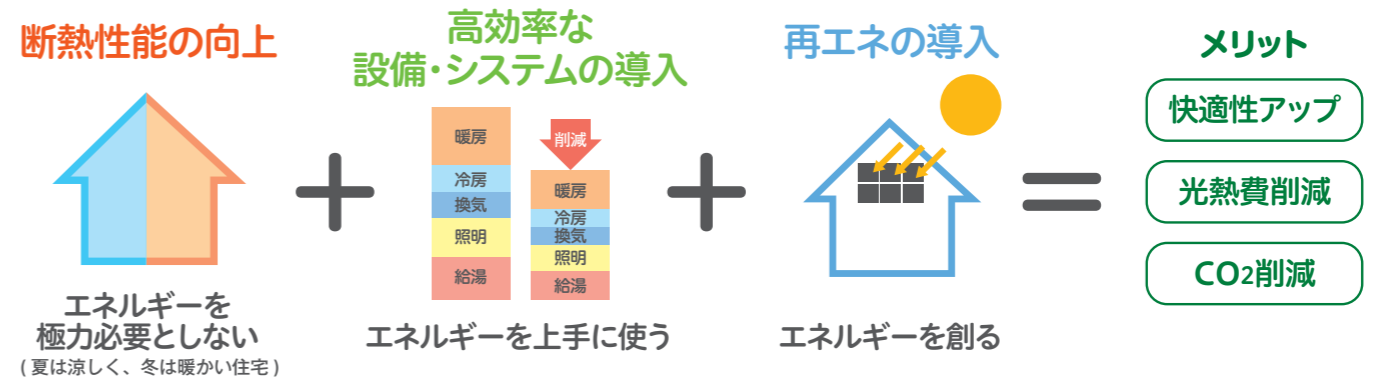 断熱性能の向上
エネルギーを
極力必要としない
(夏は涼しく、冬は暖かい住宅)
高効率な
設備・システムの導入
暖房
冷房
換気
照明
給湯
削減
暖房
冷房
換気
照明
給湯
エネルギーを上手に使う
再エネの導入
エネルギーを創る
メリット
快適性アップ
光熱費削減
CO2削減